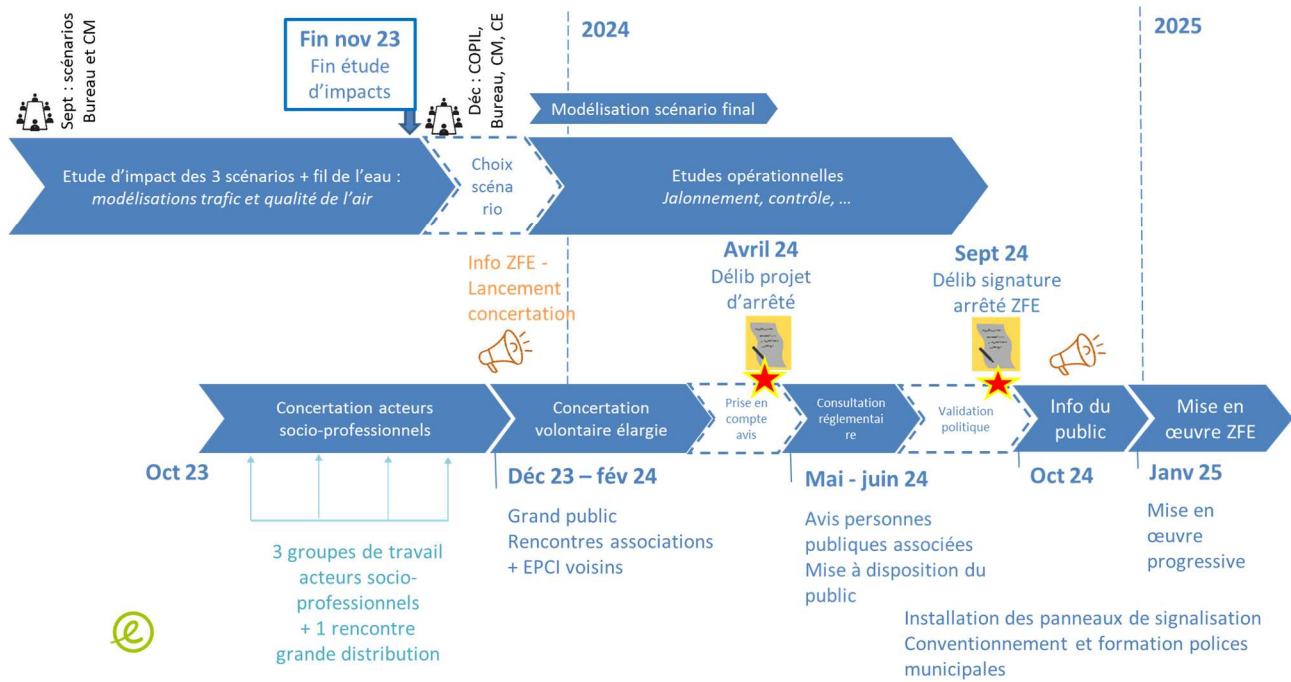 Sept : scénarios
Bureau et CM
Fin nov 23
Fin étude
d’impacts
Déc : COPIL,
Bureau, CM, CE
2024
2025
Modélisation scénario final
Etude d’impact des 3 scénarios + fil de l’eau :
modélisations trafic et qualité de l’air
Choix
scéna
rio
Etudes opérationnelles
Jalonnement, contrôle, ...
Info ZFE -
Lancement
concertation
Avril 24
Délib projet
d’arrêté
Sept 24
Délib signature
arrêté ZFE
Concertation acteurs
socio-professionnels
Concertation
volontaire élargie
Prise en
compte
avis
Consultation
réglementai
re
Validation
politique
Info du
public
Mise en
œuvre ZFE
Oct 23
Déc 23 – fév 24
Grand public
Rencontres associations
+ EPCI voisins
Mai - juin 24
Avis personnes
publiques associées
Mise à disposition du
public
Oct 24
Janv 25
Mise en
œuvre
progressive
3 groupes de travail
acteurs socio-
professionnels
+ 1 rencontre
grande distribution
Installation des panneaux de signalisation
Conventionnement et formation polices
municipales